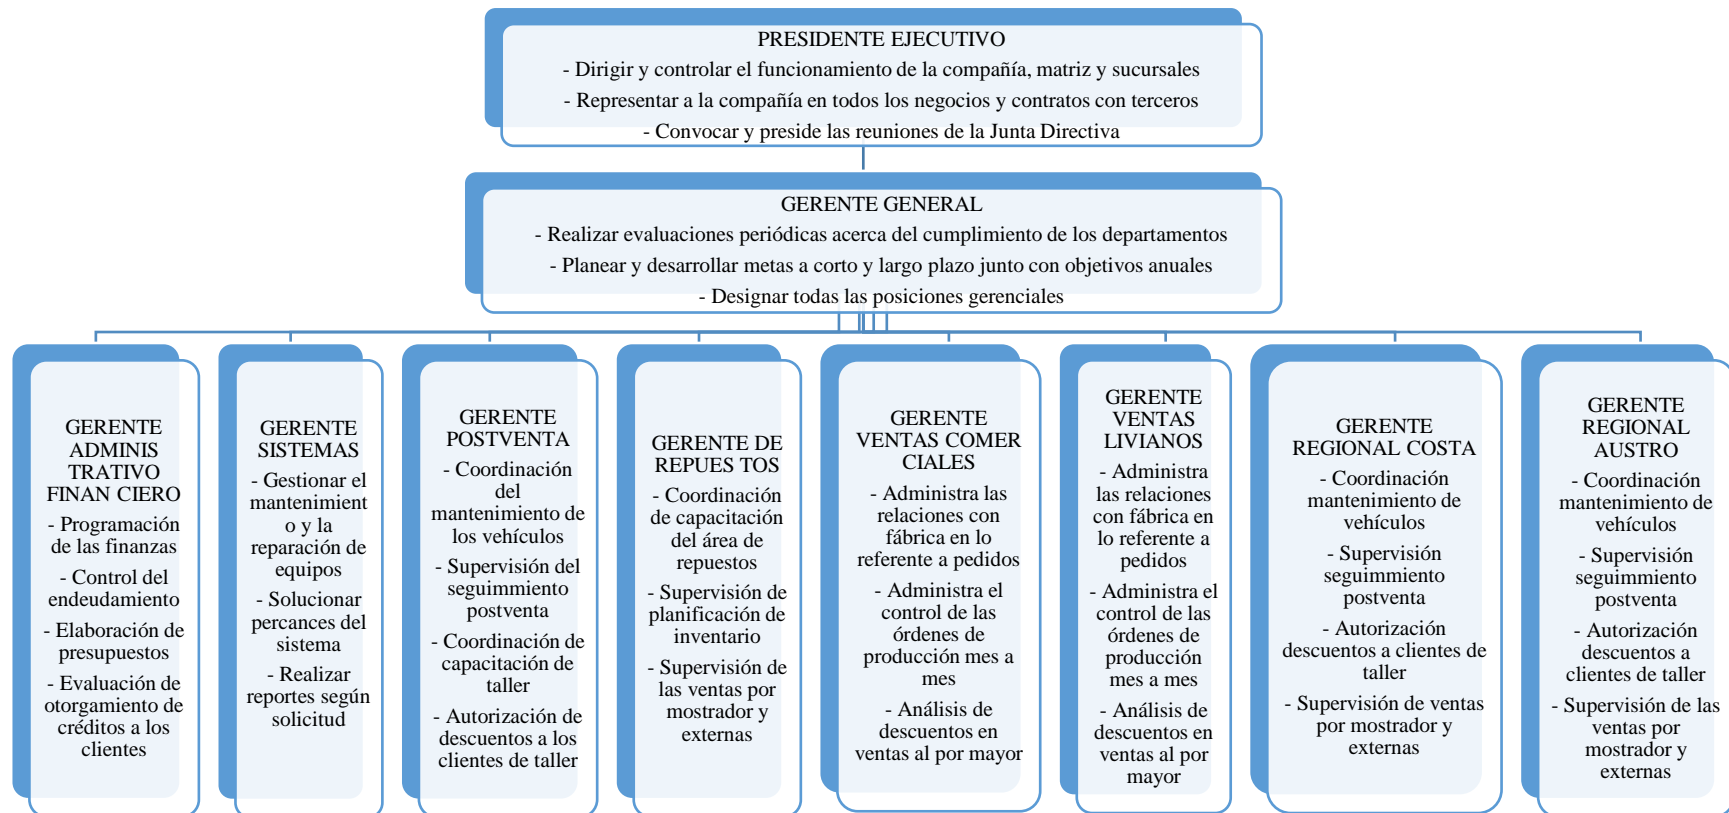 PRESIDENTE EJECUTIVO
- Dirigir y controlar el funcionamiento de la compañía, matriz y sucursales
- Representar a la compañía en todos los negocios y contratos con terceros
- Convocar y preside las reuniones de la Junta Directiva
GERENTE GENERAL
- Realizar evaluaciones periódicas acerca del cumplimiento de los departamentos
- Planear y desarrollar metas a corto y largo plazo junto con objetivos anuales
- Designar todas las posiciones gerenciales
GERENTE
ADMINIS
TRATIVO
FINAN CIERO
- Programación
de las finanzas
- Control del
endeudamiento
- Elaboración de
presupuestos
- Evaluación de
otorgamiento de
créditos a los
clientes
GERENTE
SISTEMAS
- Gestionar el
mantenimient
o y la
reparación de
equipos
- Solucionar
percances del
sistema
- Realizar
reportes según
solicitud
GERENTE
POSTVENTA
- Coordinación
del
mantenimiento de
los vehículos
- Supervisión del
seguimmiento
postventa
- Coordinación de
capacitación de
taller
- Autorización de
descuentos a los
clientes de taller
GERENTE DE
REPUES TOS
- Coordinación
de capacitación
del área de
repuestos
- Supervisión de
planificación de
inventario
- Supervisión de
las ventas por
mostrador y
externas
GERENTE
VENTAS COMER
CIALES
- Administra las
relaciones con
fábrica en lo
referente a pedidos
- Administra el
control de las
órdenes de
producción mes a
mes
- Análisis de
descuentos en
ventas al por mayor
GERENTE
VENTAS
LIVIANOS
- Administra
las relaciones
con fábrica en
lo referente a
pedidos
- Administra el
control de las
órdenes de
producción
mes a mes
- Análisis de
descuentos en
ventas al por
mayor
GERENTE
REGIONAL COSTA
- Coordinación
mantenimiento de
vehículos
- Supervisión
seguimmiento
postventa
- Autorización
descuentos a clientes de
taller
- Supervisión de ventas
por mostrador y
externas
GERENTE
REGIONAL
AUSTRO
- Coordinación
mantenimiento de
vehículos
- Supervisión
seguimmiento
postventa
- Autorización
descuentos a
clientes de taller
- Supervisión de las
ventas por
mostrador y
externas